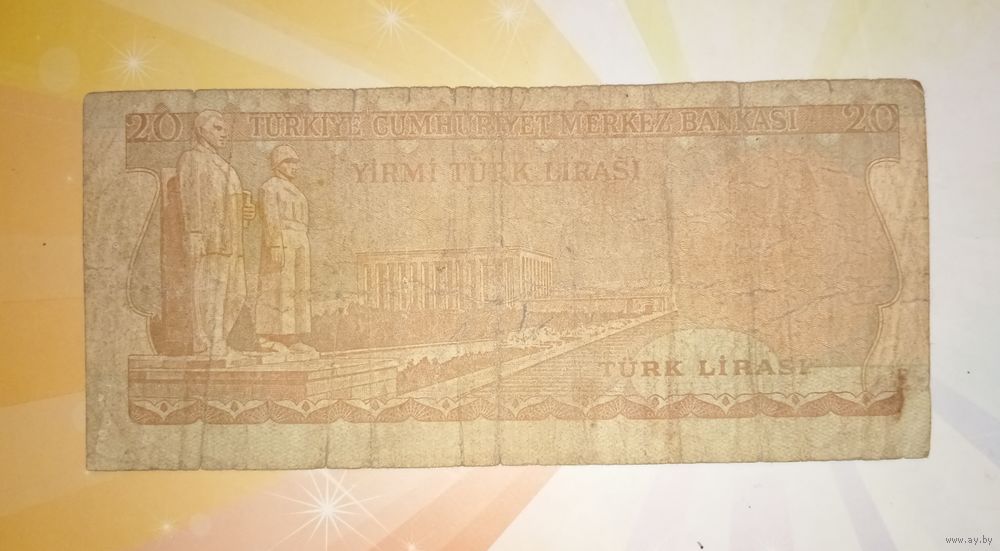 20 TÜRKİYE CUMHURİYET MERKEZ BANKASI 20
YİRMİ TÜRK LİRASI
TÜRK LİRASI
www.ay.by